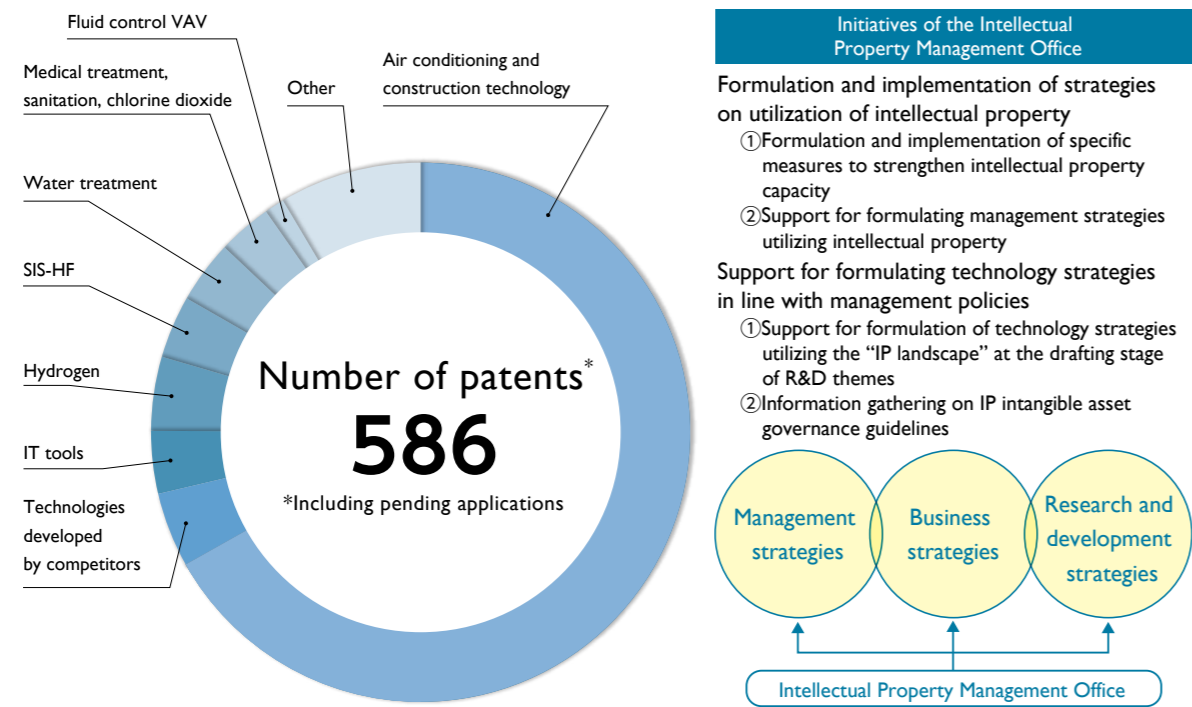 Fluid control VAV
Medical treatment,
sanitation, chlorine dioxide
Other
Air conditioning and
construction technology
Water treatment
SIS-HF
Hydrogen
IT tools
Technologies
developed
by competitors
Number of patents*
586
*Including pending applications
Initiatives of the Intellectual
Property Management Office
Formulation and implementation of strategies
on utilization of intellectual property
①Formulation and implementation of specific
measures to strengthen intellectual property
capacity
②Support for formulating management strategies
utilizing intellectual property
Support for formulating technology strategies
in line with management policies
①Support for formulation of technology strategies
utilizing the “IP landscape” at the drafting stage
of R&D themes
②Information gathering on IP intangible asset
governance guidelines
Management
strategies
Business
strategies
Research and
development
strategies
Intellectual Property Management Office